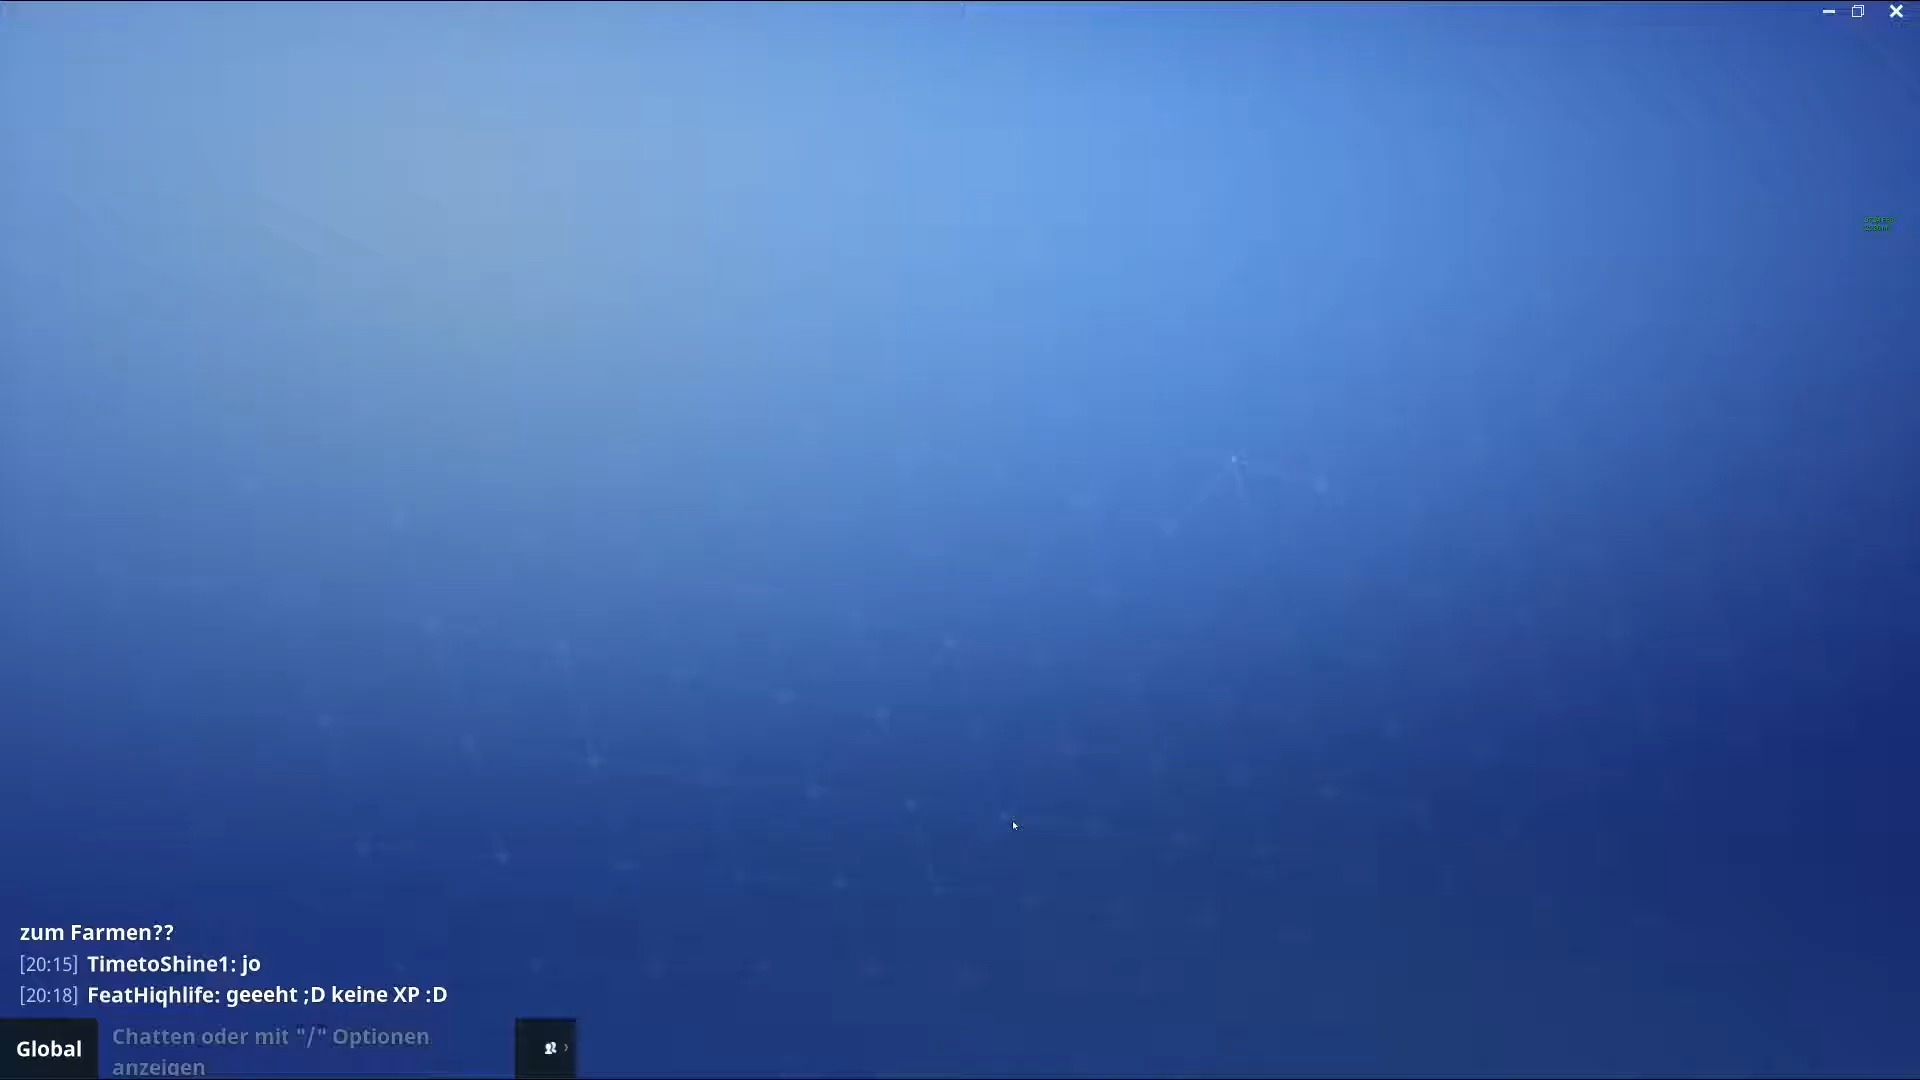 zum Farmen??
[20:15] TimetoShine1: jo
[20:18] FeatHiqhlife: geeeht ;D keine XP :D
Global
Chatten oder mit "/" Optionen
anzeigen